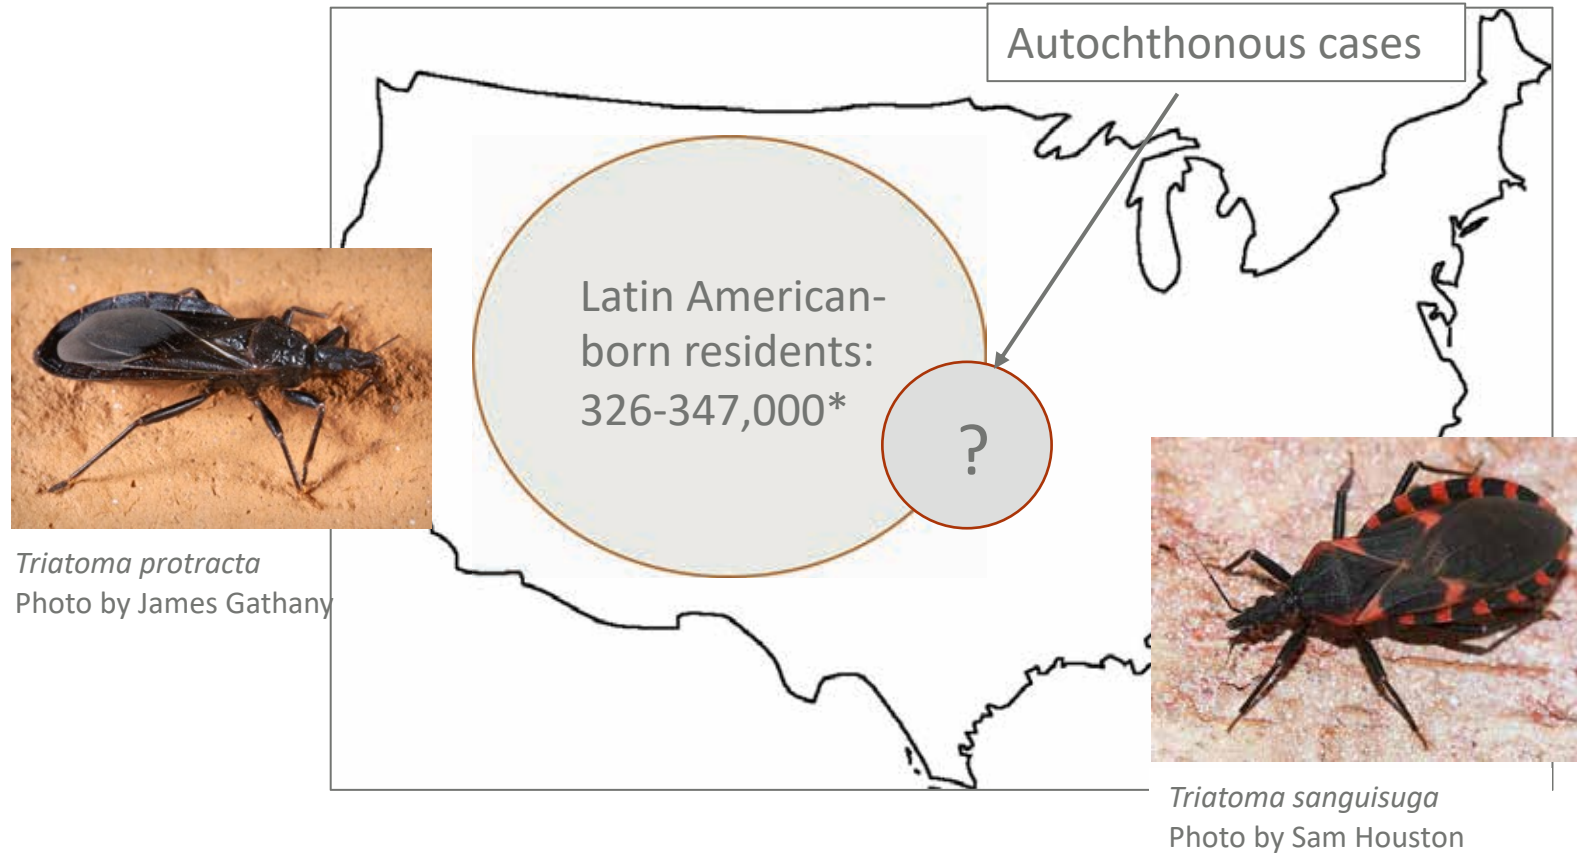 Autochthonous cases
Latin American-
born residents:
326-347,000*
?
Triatoma protracta
Photo by James Gathany
Triatoma sanguisuga
Photo by Sam Houston